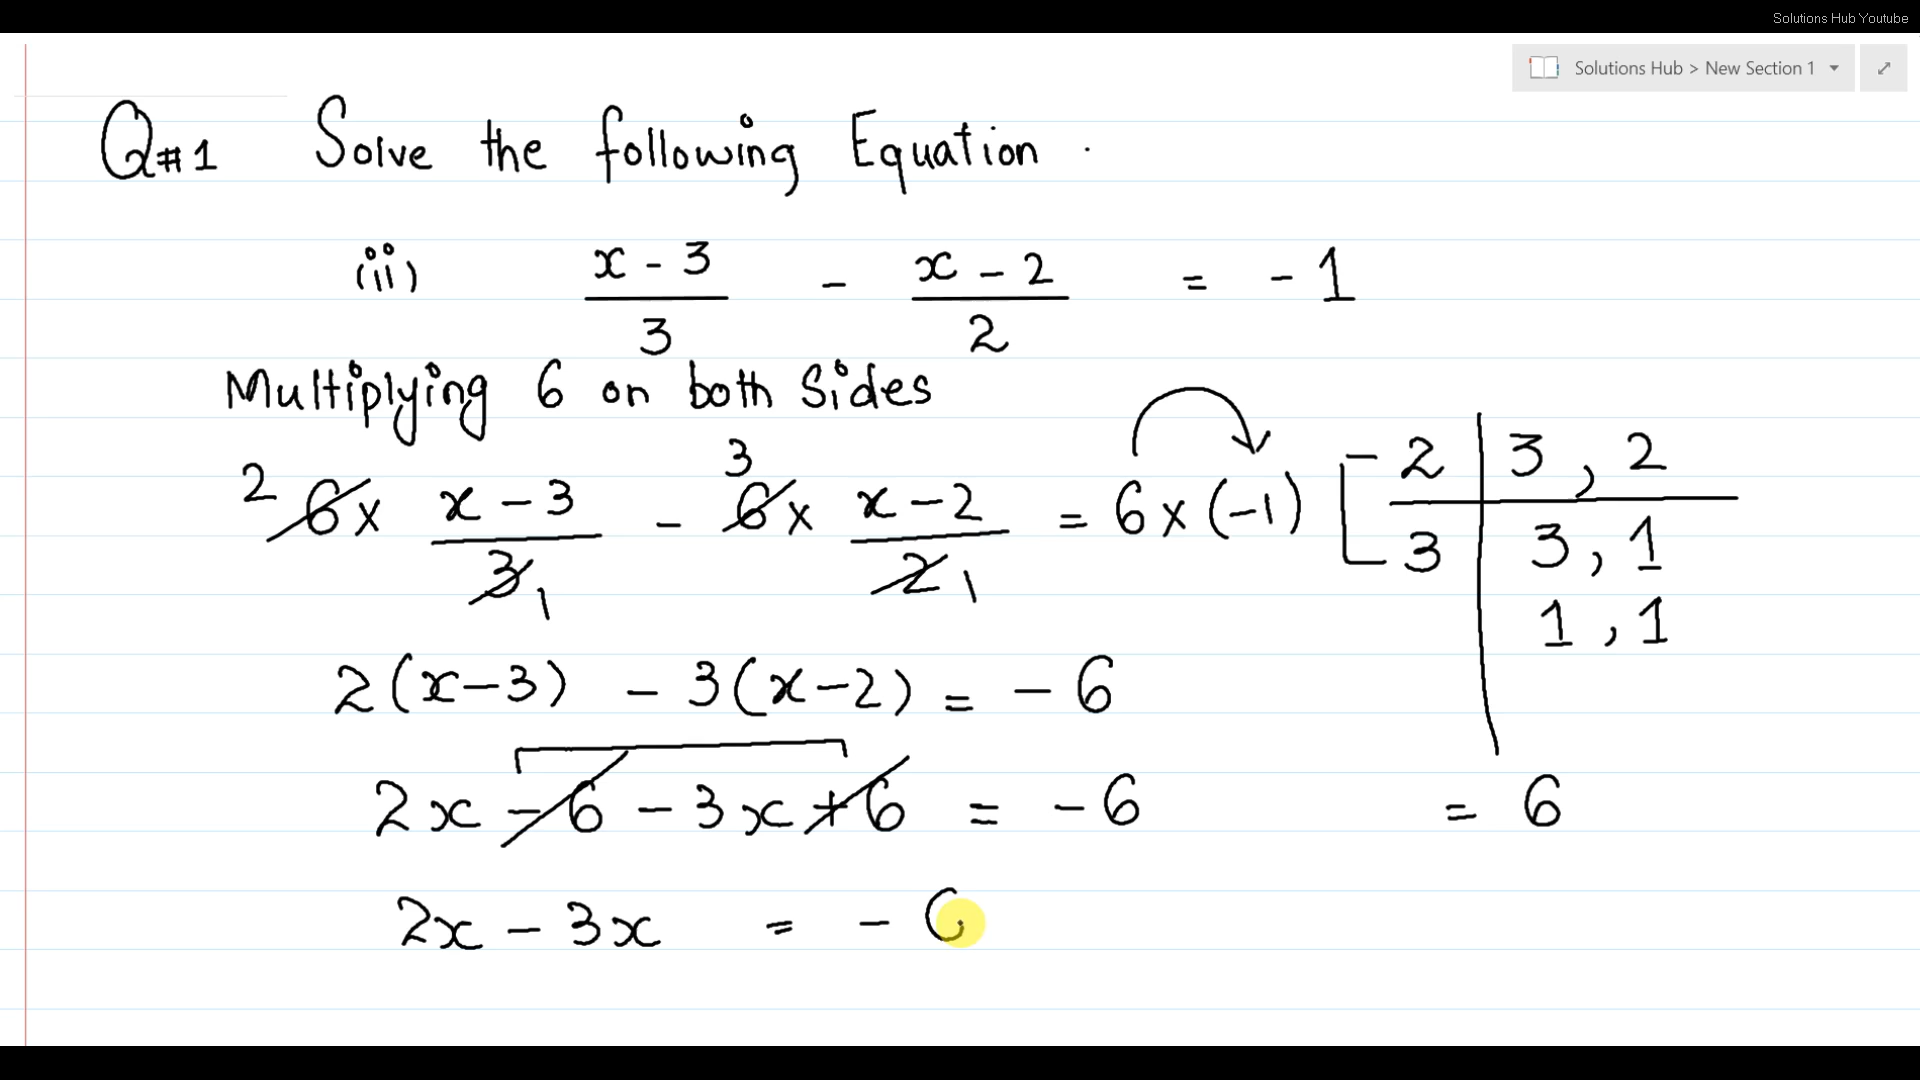 Solutions Hub Youtube
Solutions Hub > New Section 1
Q#1 Solve the following Equation.
(ii) x-3/3 - x-2/2 = -1
Multiplying 6 on both Sides
2 6× x-3/3 1 - 3 6× x-2/2 1 = 6×(-1)
2 | 3, 2
3 | 3, 1
1, 1
2(x-3) - 3(x-2) = -6
2x-6-3x+6 = -6
= 6
2x-3x = -6